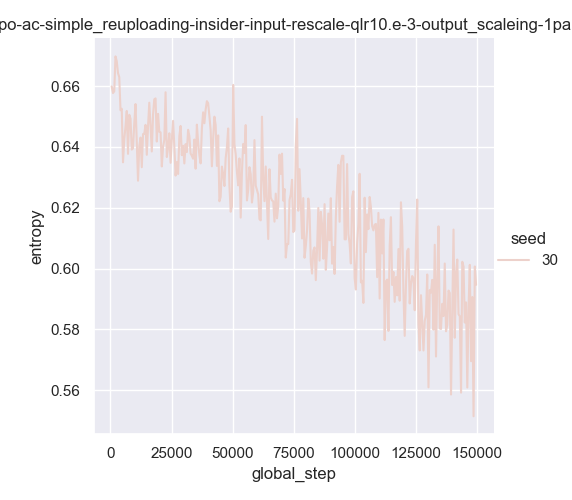 po-ac-simple_reuploading-insider-input-rescale-qlr10.e-3-output_scaleing-1pa
0.66
0.64
0.62
0.60
0.58
0.56
entropy
seed
30
0 25000 50000 75000 100000 125000 150000
global_step